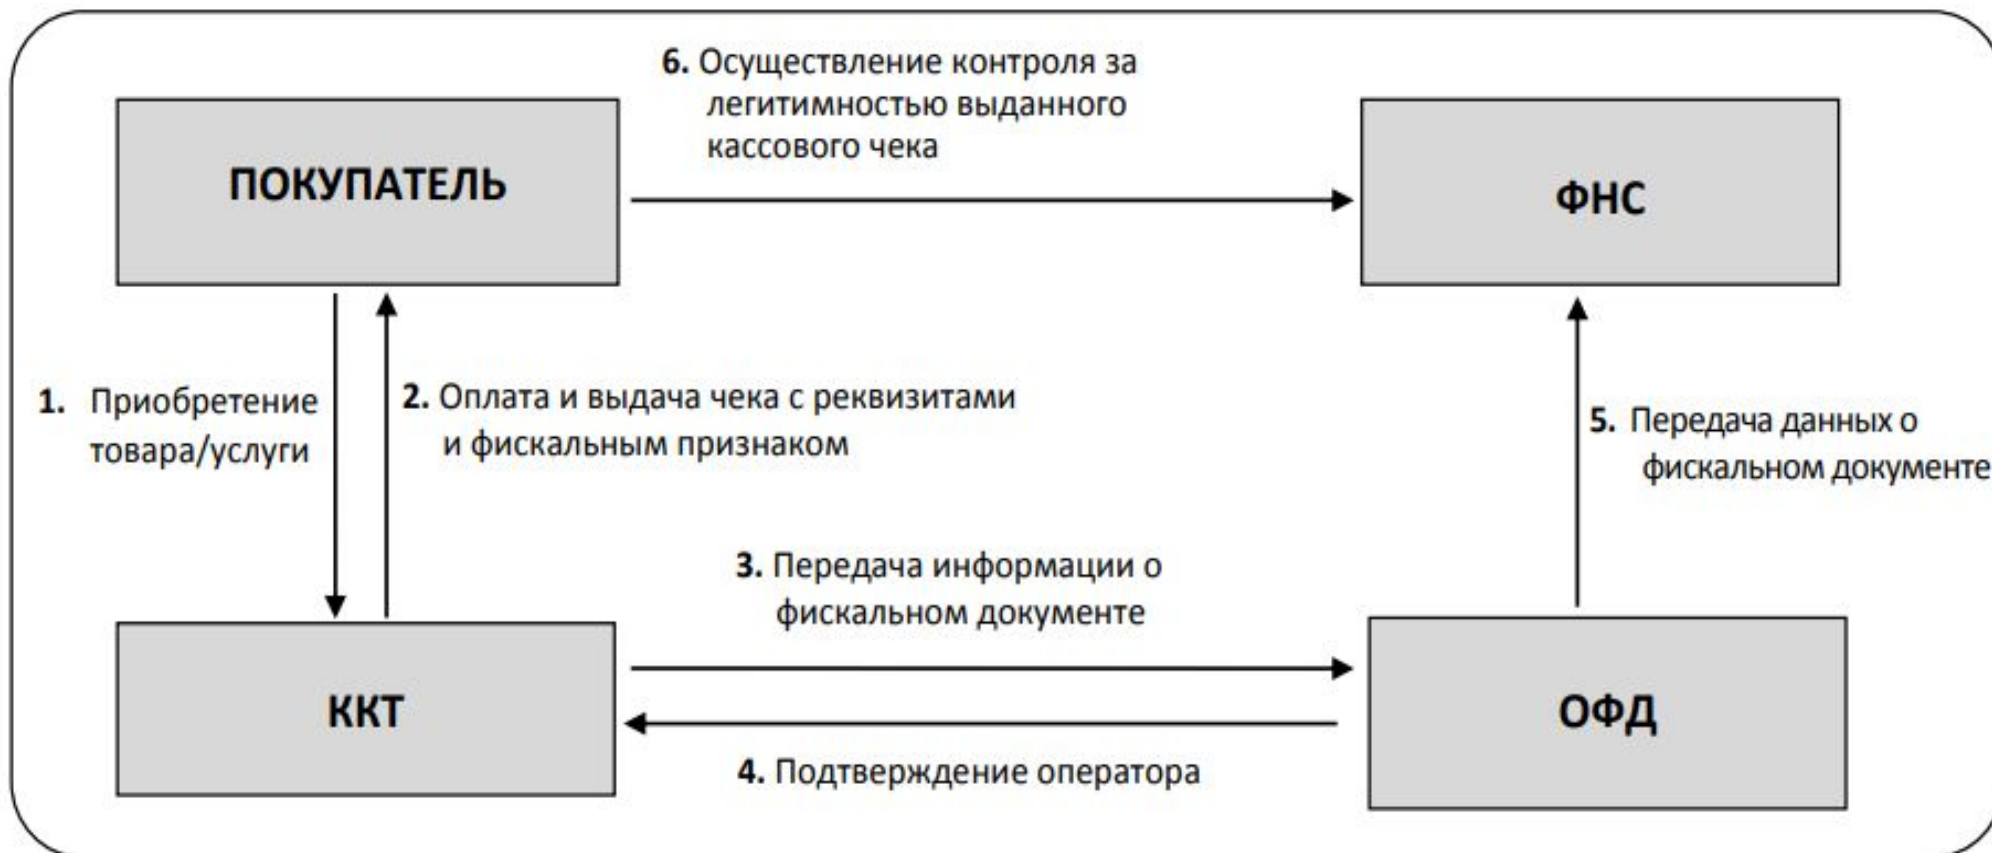 6. Осуществление контроля за
легитимностью выданного
кассового чека
ПОКУПАТЕЛЬ
ФНС
1. Приобретение
товара/услуги
2. Оплата и выдача чека с реквизитами
и фискальным признаком
5. Передача данных о
фискальном документе
3. Передача информации о
фискальном документе
ККТ
ОФД
4. Подтверждение оператора